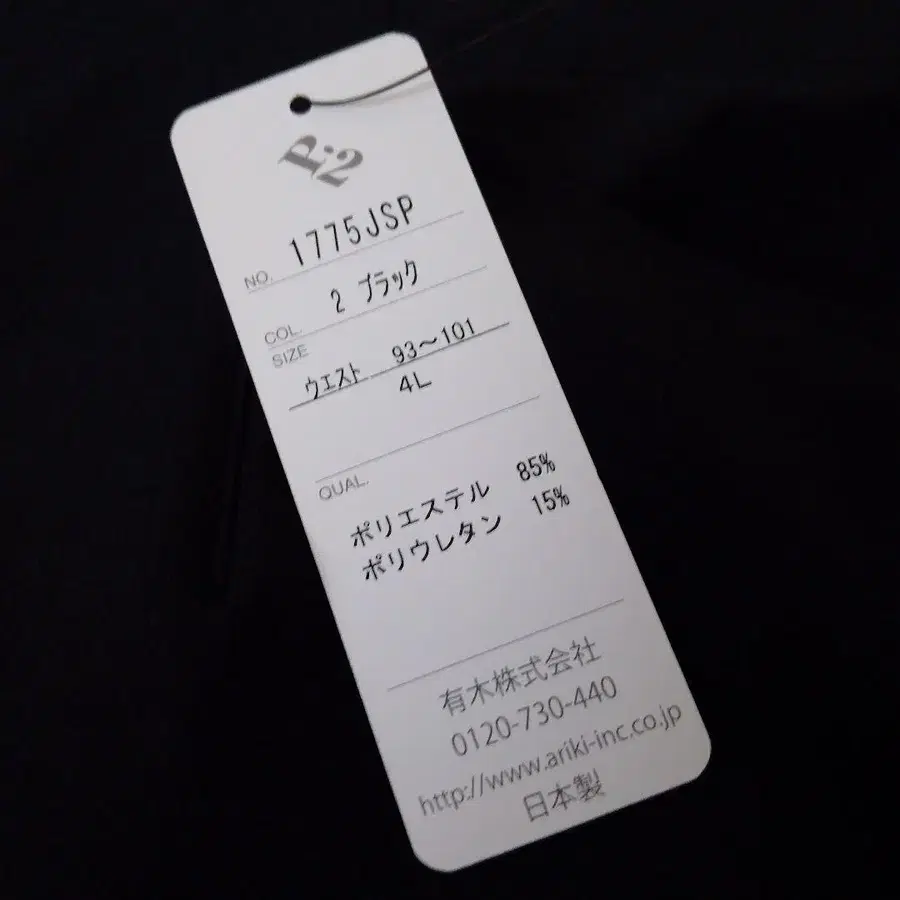 P.2
NO. 1775JSP
COL. 2 ブラック
SIZE
ウエスト 93～101
4L
QUAL.
ポリエステル 85%
ポリウレタン 15%
有木株式会社
0120-730-440
http://www.ariki-inc.co.jp
日本製